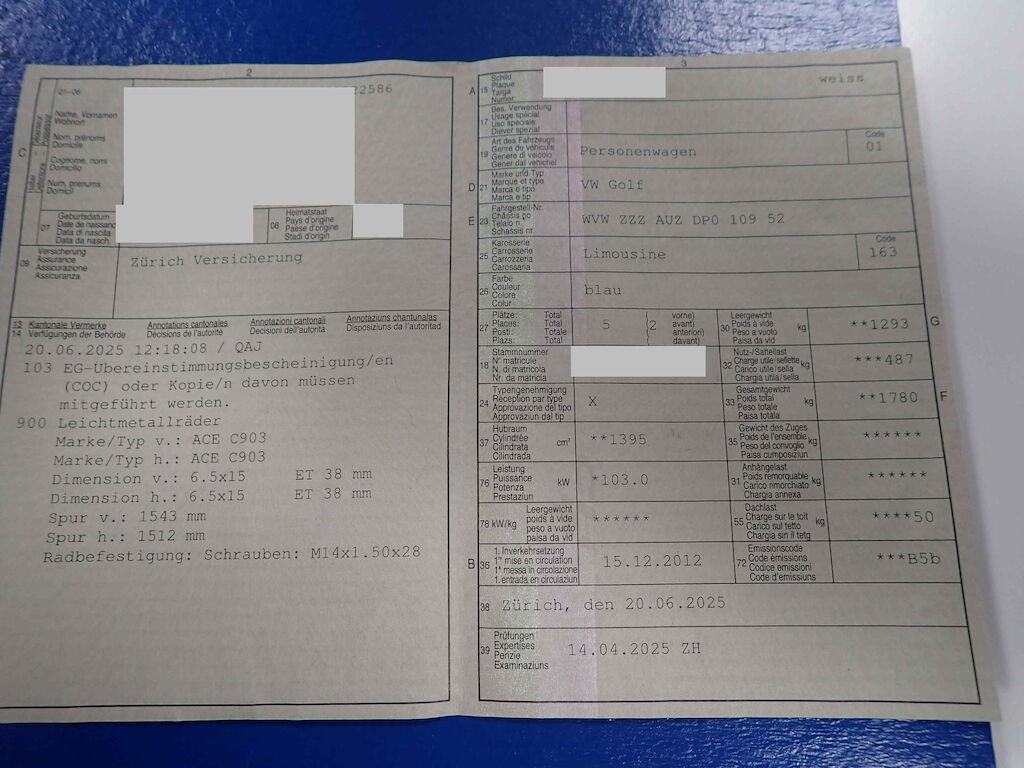 2
21-06
22586
C
Halter
Détenteur
Name, Vornamen
Wohnort
Nom, prénoms
Domicile
Cognome, nomi
Domicilio
Num, prenums
Domicil
07 Geburtsdatum
Date de naissance
Data di nascita
Data da nasch.
08 Heimatstaat
Pays d'origine
Paese d'origine
Stadi d'origin
09 Versicherung
Assurance
Assicurazione
Assicuranza
Zürich Versicherung
13 Kantonale Vermerke Annotations cantonales Annotazioni cantonali Annotaziuns chantunalas
14 Verfügungen der Behörde Décisions de l'autorité Decisioni dell'autorità Disposiziuns da l'autoritad
20.06.2025 12:18:08 / QAJ
103 EG-Übereinstimmungsbescheinigung/en
(COC) oder Kopie/n davon müssen
mitgeführt werden.
900 Leichtmetallräder
Marke/Typ v.: ACE C903
Marke/Typ h.: ACE C903
Dimension v.: 6.5x15 ET 38 mm
Dimension h.: 6.5x15 ET 38 mm
Spur v.: 1543 mm
Spur h.: 1512 mm
Radbefestigung: Schrauben: M14x1.50x28
3
A 15 Schild
Plaque
Targa
Numer
weiss
17 Bes. Verwendung
Usage spécial
Uso speciale
Diever spezial
19 Art des Fahrzeugs
Genre de véhicule
Genere di veicolo
Gener dal vehichel
Personenwagen
Code
01
D 21 Marke und Typ
Marque et type
Marca e tipo
Marca e tip
VW Golf
E 23 Fahrgestell-Nr.
Châssis no
Telaio n.
Schassis nr.
WVW ZZZ AUZ DP0 109 52
25 Karosserie
Carrosserie
Carrozzeria
Carossaria
Limousine
Code
163
26 Farbe
Couleur
Colore
Colur
blau
27 Plätze: Total
Places: Total
Posti: Totale
Plazs: Total
5 (2
vorne)
avant)
anteriori)
davant)
30 Leergewicht
Poids à vide
Peso a vuoto
Paisa da vid
kg
**1293
G
18 Stammnummer
N° matricule
N. di matricola
Nr. da matricla
32 Nutz-/Sattellast
Charge utile/sellette
Carico utile/sella
Chargia utila/sella
kg
***487
24 Typengenehmigung
Réception par type
Approvazione del tipo
Approvaziun dal tip
X
33 Gesamtgewicht
Poids total
Peso totale
Paisa totala
kg
**1780
F
37 Hubraum
Cylindrée
Cilindrata
Cilindrada
cm³
**1395
35 Gewicht des Zuges
Poids de l'ensemble
Peso del convoglio
Paisa cumposiziun
kg
******
76 Leistung
Puissance
Potenza
Prestaziun
kW
*103.0
31 Anhängelast
Poids remorquable
Carico rimorchiato
Chargia annexa
kg
******
78 kW/kg
Leergewicht
poids à vide
peso a vuoto
paisa da vid
******
55 Dachlast
Charge sur le toit
Carico sul tetto
Chargia sin il tetg
kg
****50
B 36 1. Inverkehrsetzung
1re mise en circulation
1a messa in circolazione
1. entrada en circulaziun
15.12.2012
72 Emissionscode
Code émissions
Codice emissioni
Code d'emissiuns
***B5b
38 Zürich, den 20.06.2025
39 Prüfungen
Expertises
Perizie
Examinaziuns
14.04.2025 ZH